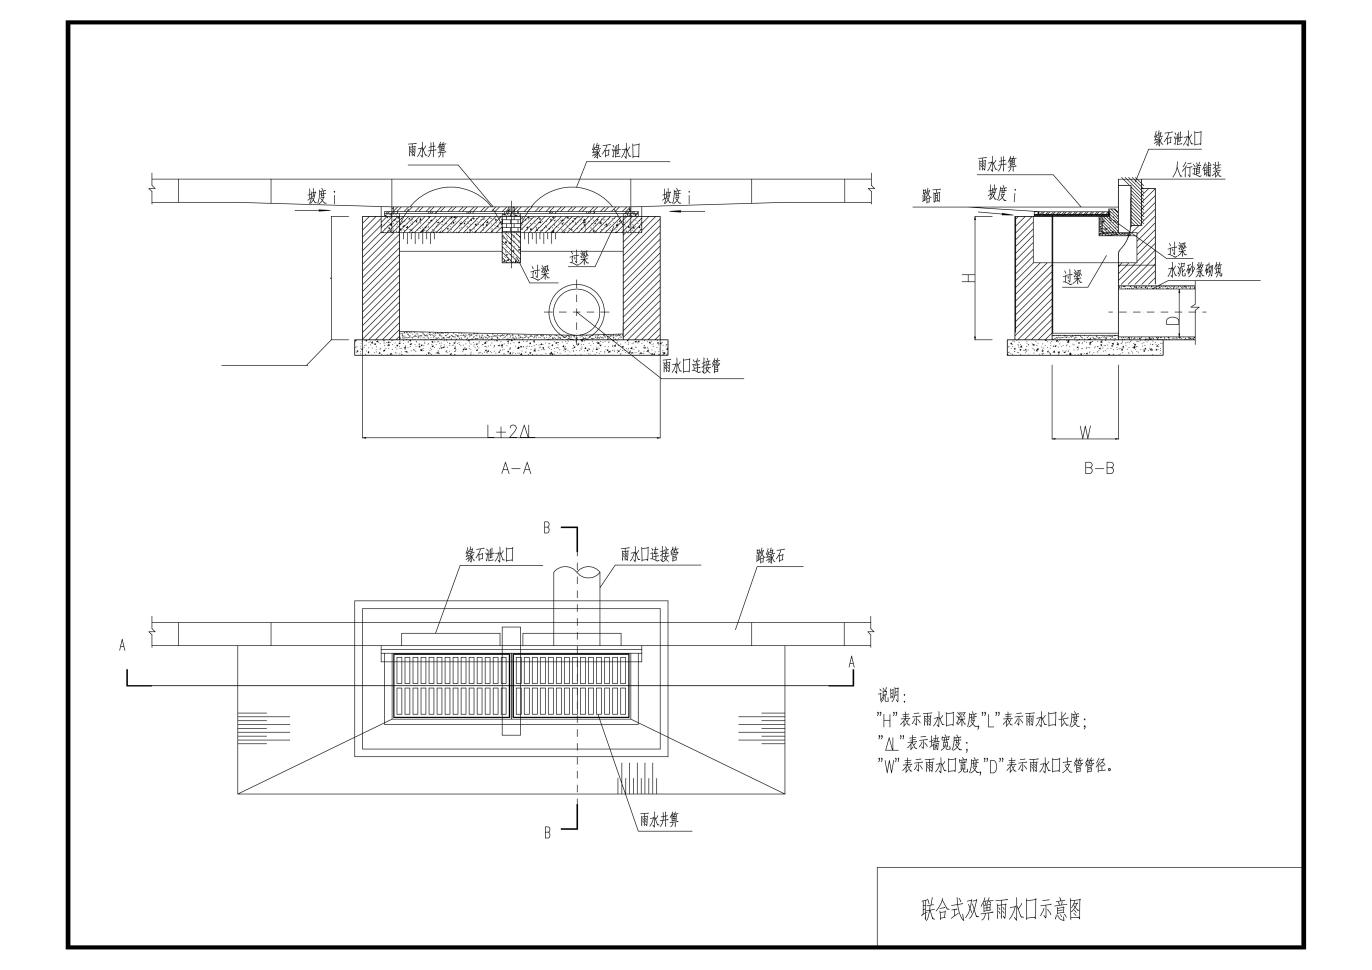 雨水井箅
缘石泄水口
坡度 i
坡度 i
过梁
过梁
雨水口连接管
L+2ΔL
A-A
缘石泄水口
人行道铺装
雨水井箅
路面
坡度 i
过梁
水泥砂浆砌筑
过梁
H
D
W
B-B
B
缘石泄水口
雨水口连接管
路缘石
A
A
雨水井箅
B
说明：
"H"表示雨水口深度,"L"表示雨水口长度；
"ΔL"表示墙宽度；
"W"表示雨水口宽度,"D"表示雨水口支管管径。
联合式双箅雨水口示意图